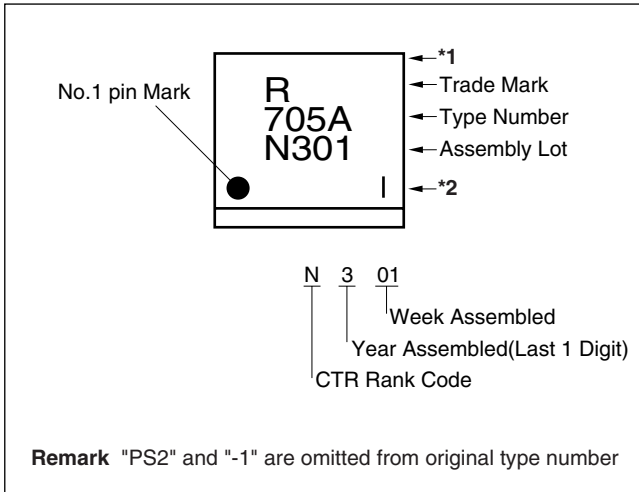 *1
R
Trade Mark
No.1 pin Mark
705A
Type Number
N301
Assembly Lot
*2
N 3 01
Week Assembled
Year Assembled(Last 1 Digit)
CTR Rank Code
Remark "PS2" and "-1" are omitted from original type number